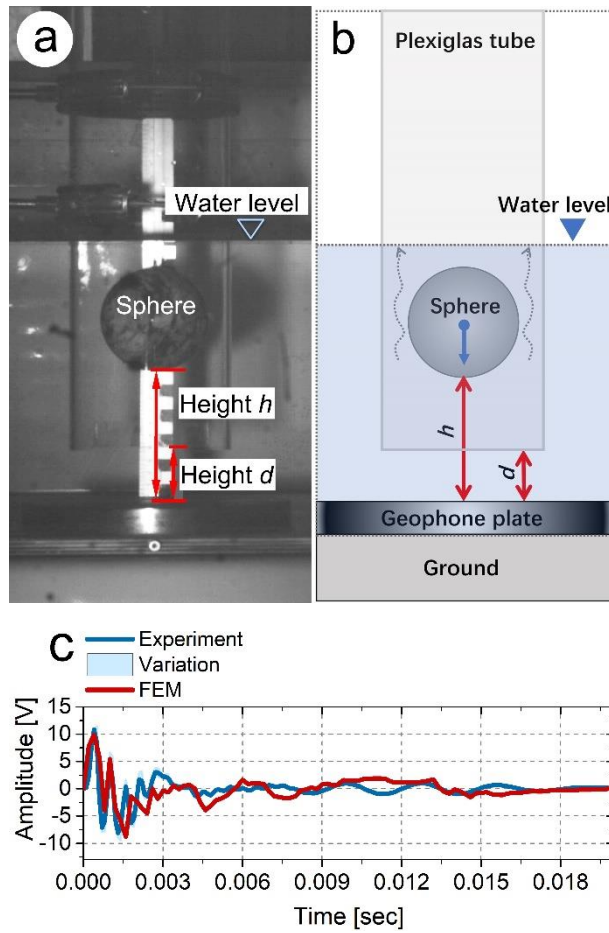 a
Water level
Sphere
Height h
Height d
b
Plexiglas tube
Water level
Sphere
h
d
Geophone plate
Ground
c
Experiment
Variation
FEM
Amplitude [V]
15
10
5
0
-5
-10
0.000 0.003 0.006 0.009 0.012 0.015 0.018
Time [sec]